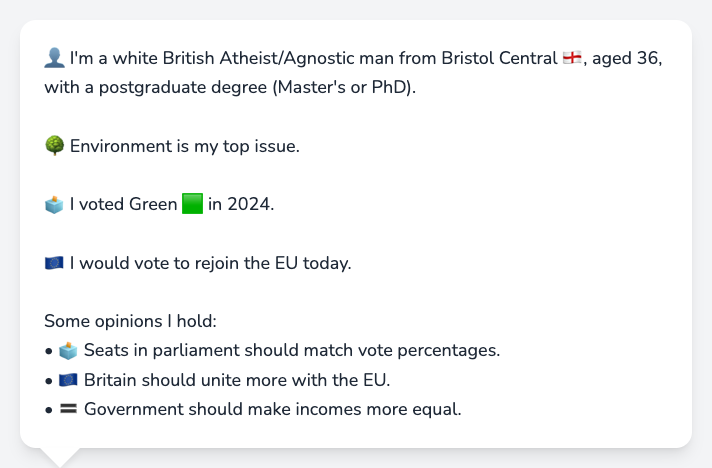 👤 I'm a white British Atheist/Agnostic man from Bristol Central 🏴󠁧󠁢󠁥󠁮󠁧󠁿, aged 36,
with a postgraduate degree (Master's or PhD).
🌳 Environment is my top issue.
🗳️ I voted Green 🟩 in 2024.
🇪🇺 I would vote to rejoin the EU today.
Some opinions I hold:
• 🗳️ Seats in parliament should match vote percentages.
• 🇪🇺 Britain should unite more with the EU.
• 🟰 Government should make incomes more equal.